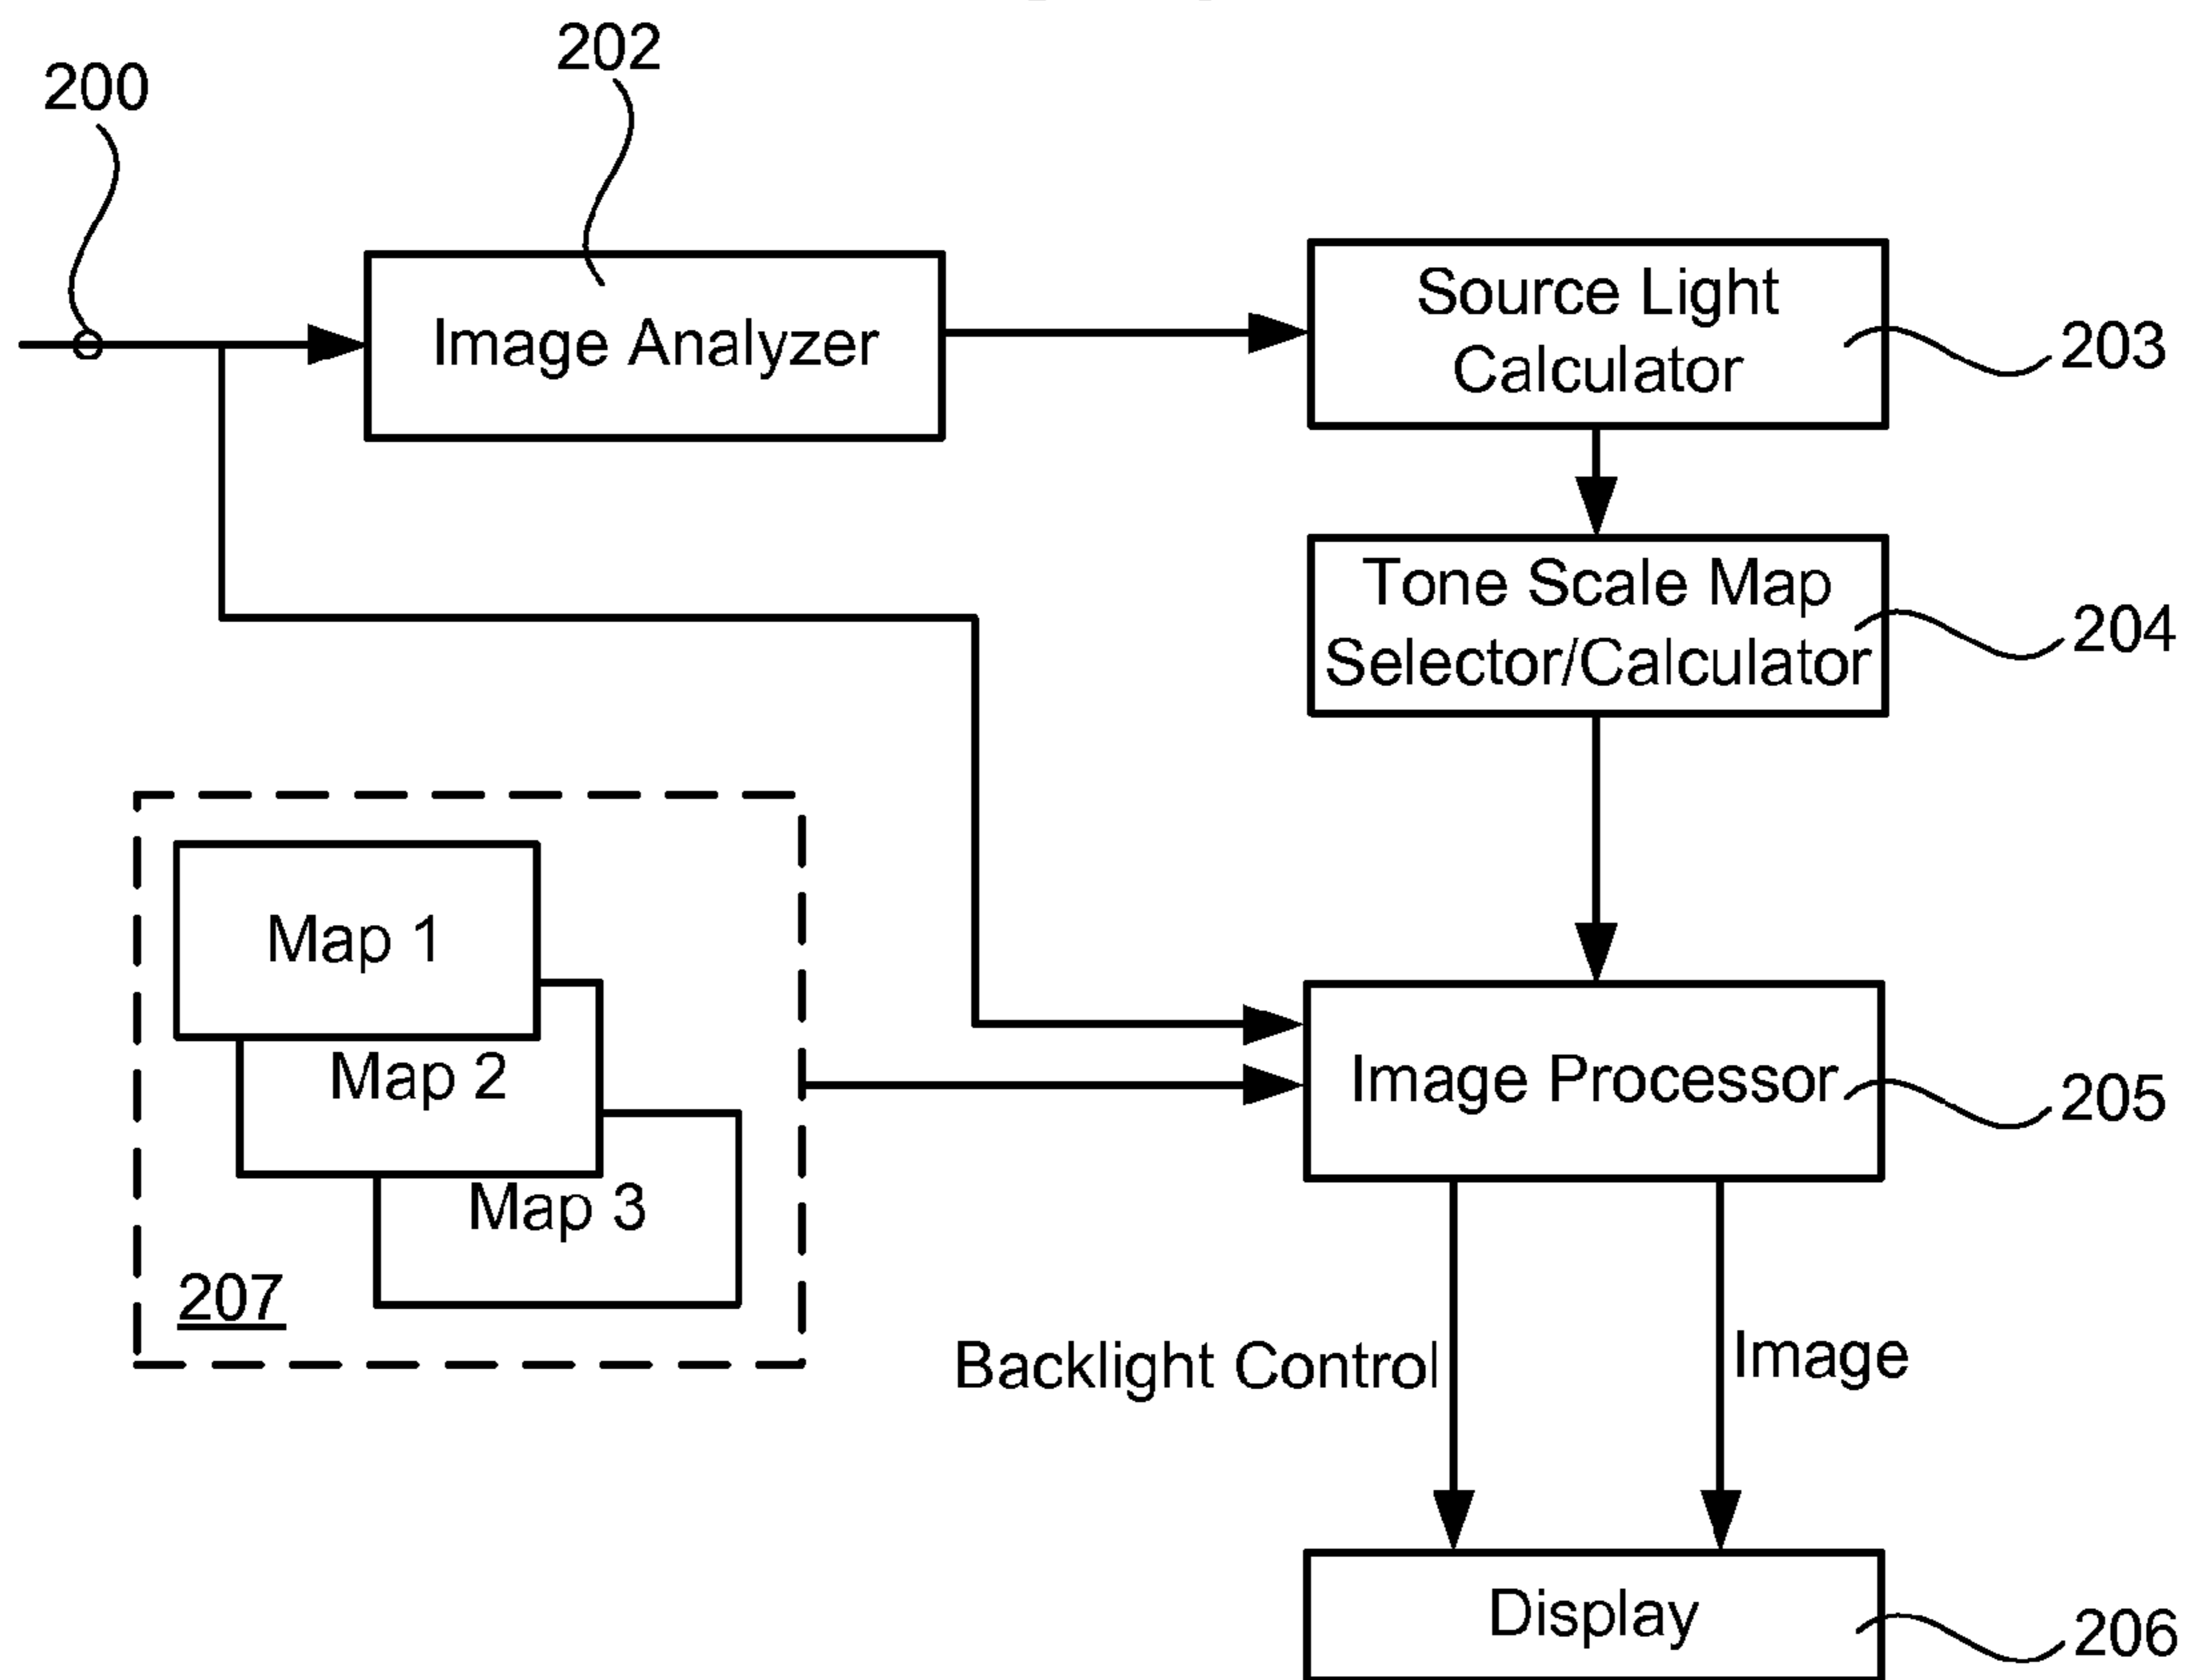 202
200
Image Analyzer
Source Light
Calculator
203
Tone Scale Map
Selector/Calculator
204
Map 1
Map 2
Map 3
207
Image Processor
205
Backlight Control
Image
Display
206